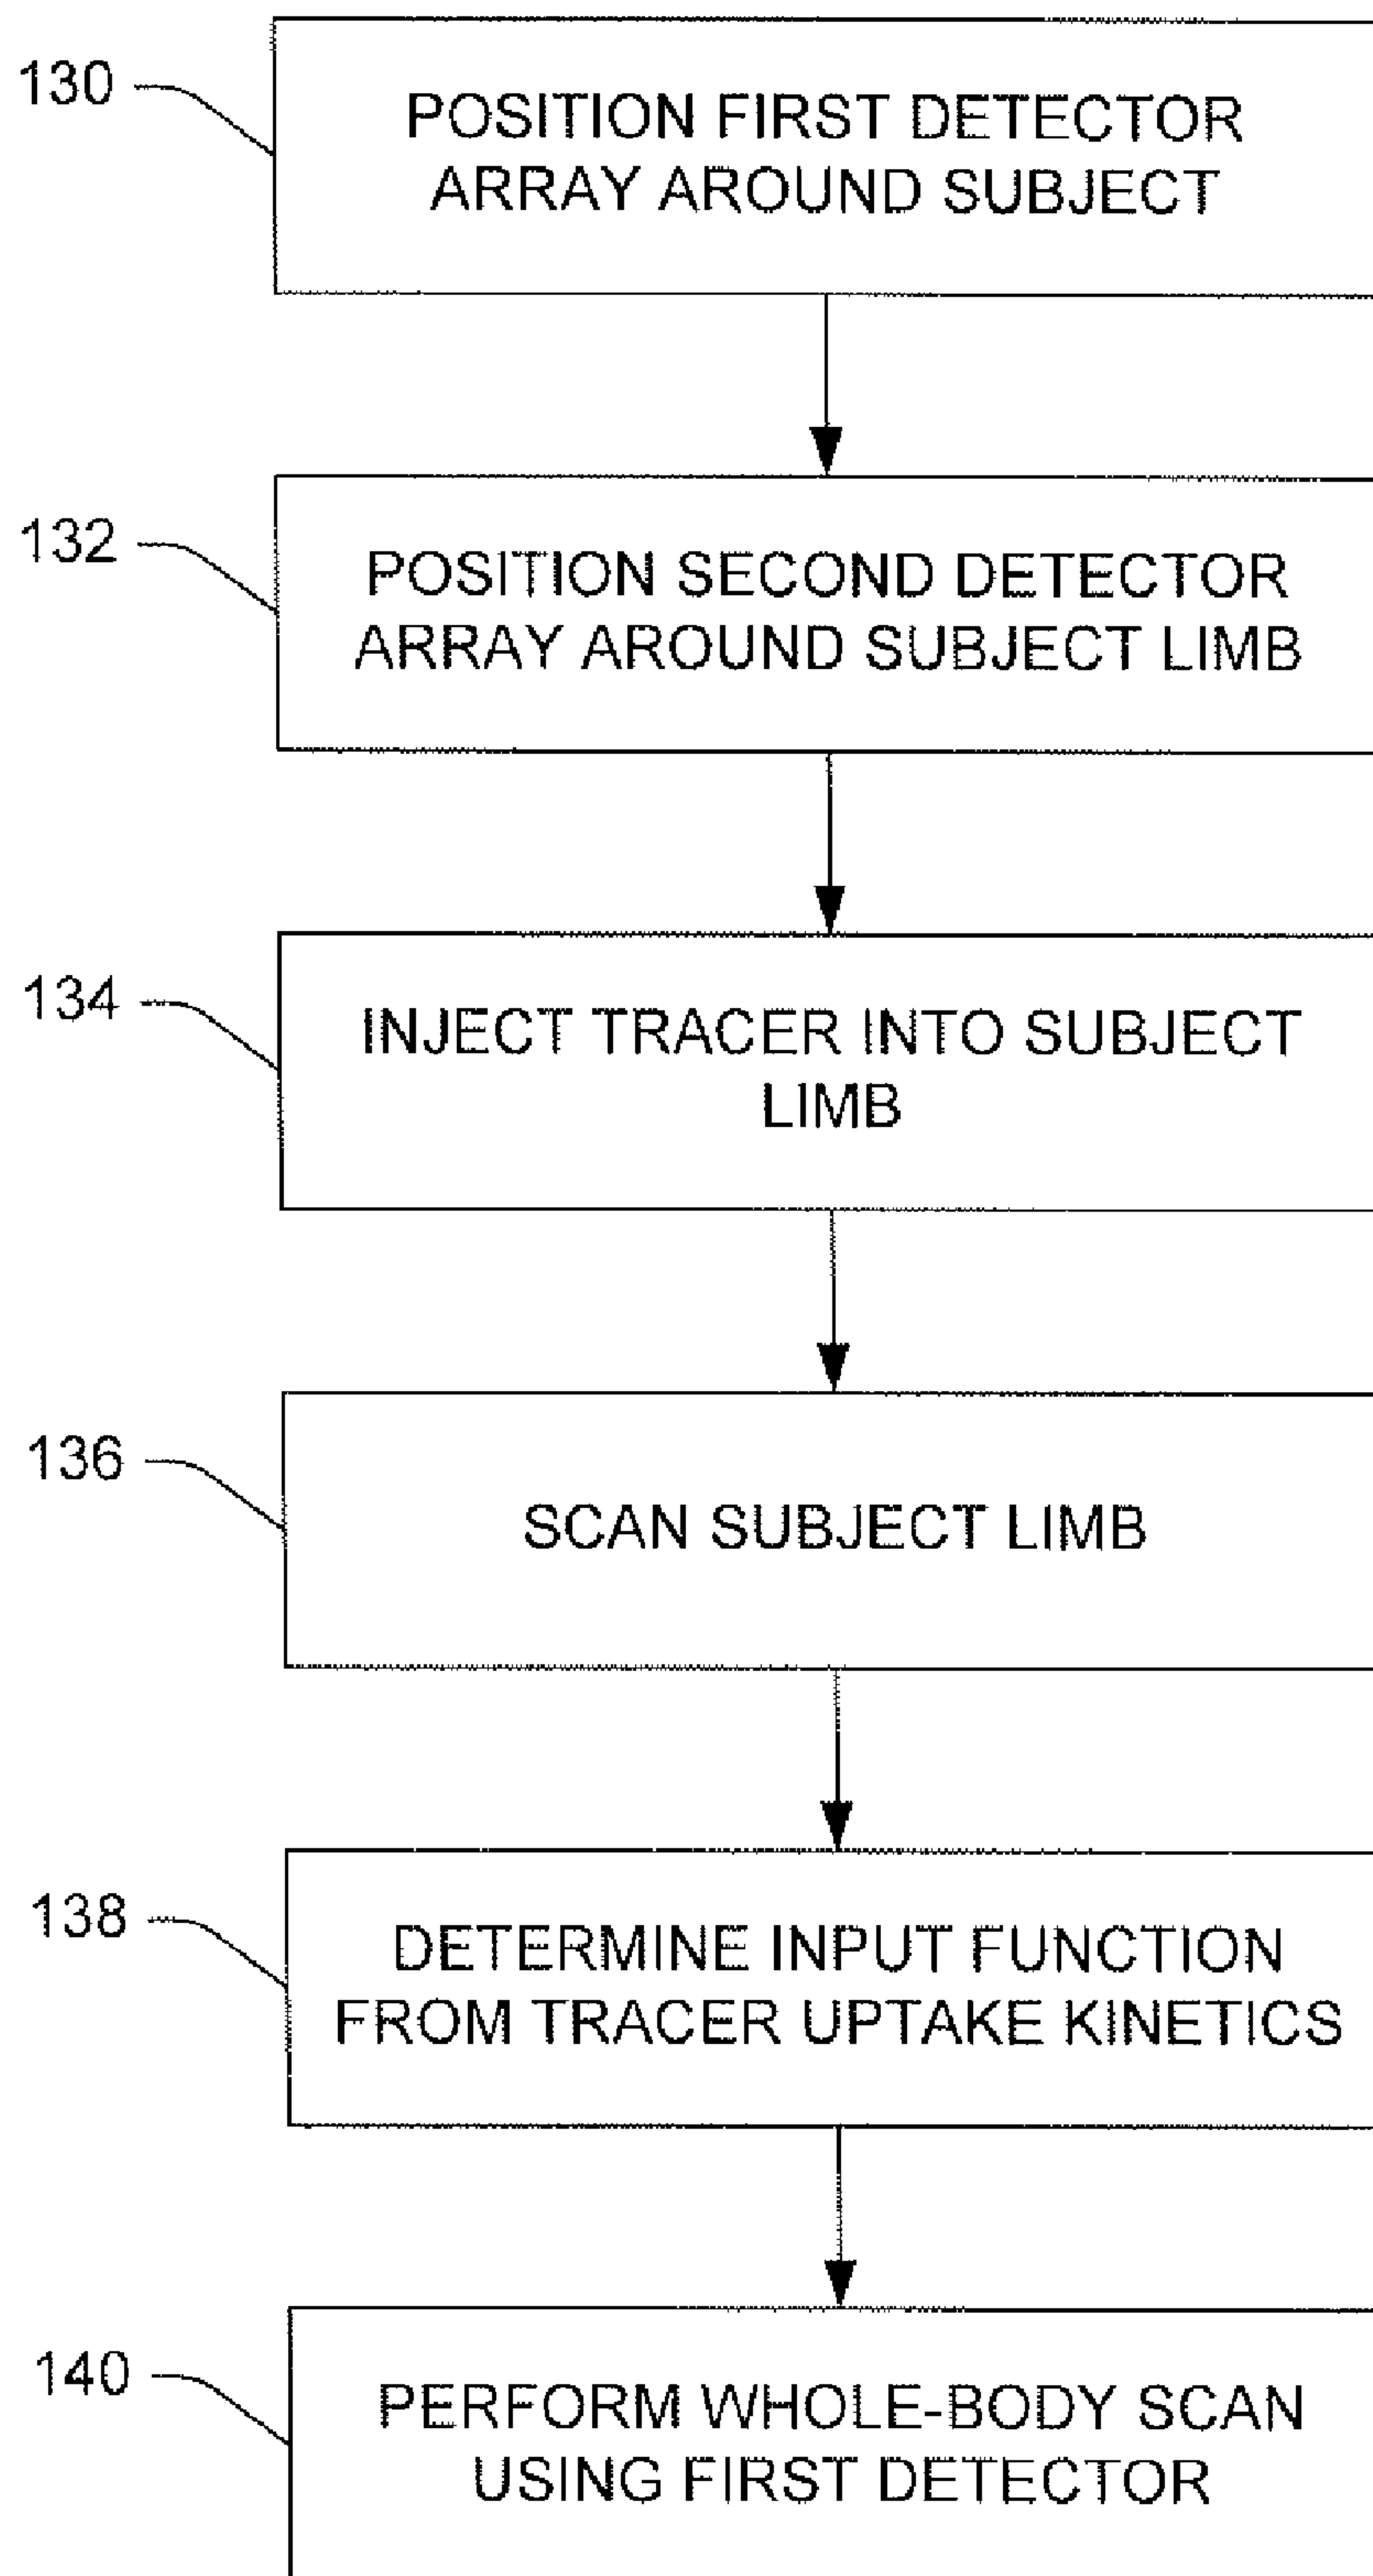 130
POSITION FIRST DETECTOR
ARRAY AROUND SUBJECT
132
POSITION SECOND DETECTOR
ARRAY AROUND SUBJECT LIMB
134
INJECT TRACER INTO SUBJECT
LIMB
136
SCAN SUBJECT LIMB
138
DETERMINE INPUT FUNCTION
FROM TRACER UPTAKE KINETICS
140
PERFORM WHOLE-BODY SCAN
USING FIRST DETECTOR